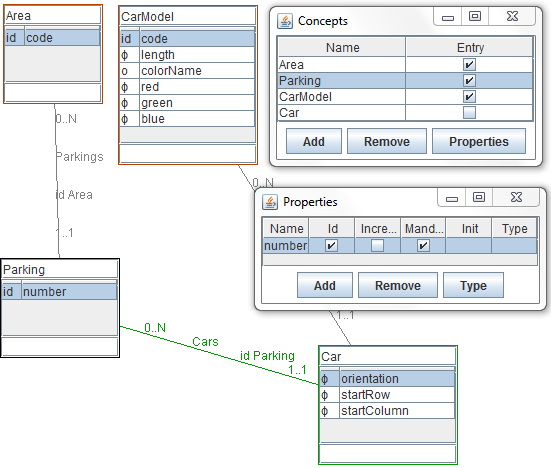 Area
id code
CarModel
id code
ϕ length
o colorName
ϕ red
ϕ green
ϕ blue
Concepts
Name Entry
Area
Parking
CarModel
Car
Add Remove Properties
0..N
Parkings
id Area
1..1
0..N
Properties
Name Id Incre... Mand... Init Type
number
Add Remove Type
Parking
id number
0..N
Cars
id Parking
1..1
1..1
Car
ϕ orientation
ϕ startRow
ϕ startColumn